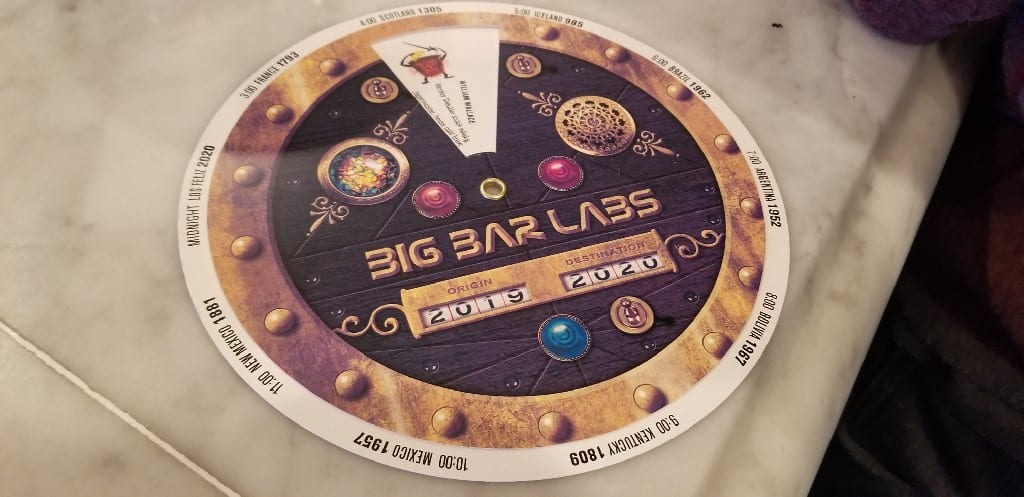 MIDNIGHT LOS FELIZ 2020
3:00 FRANCE 1793
4:00 SCOTLAND 1305
5:00 ICELAND 985
6:00 BRAZIL 1962
7:00 ARGENTINA 1952
8:00 BOLIVIA 1967
9:00 KENTUCKY 1809
10:00 MEXICO 1957
11:00 NEW MEXICO 1881
WILLIAM WALLACE
BIG BAR LABS
ORIGIN
2019
DESTINATION
2020